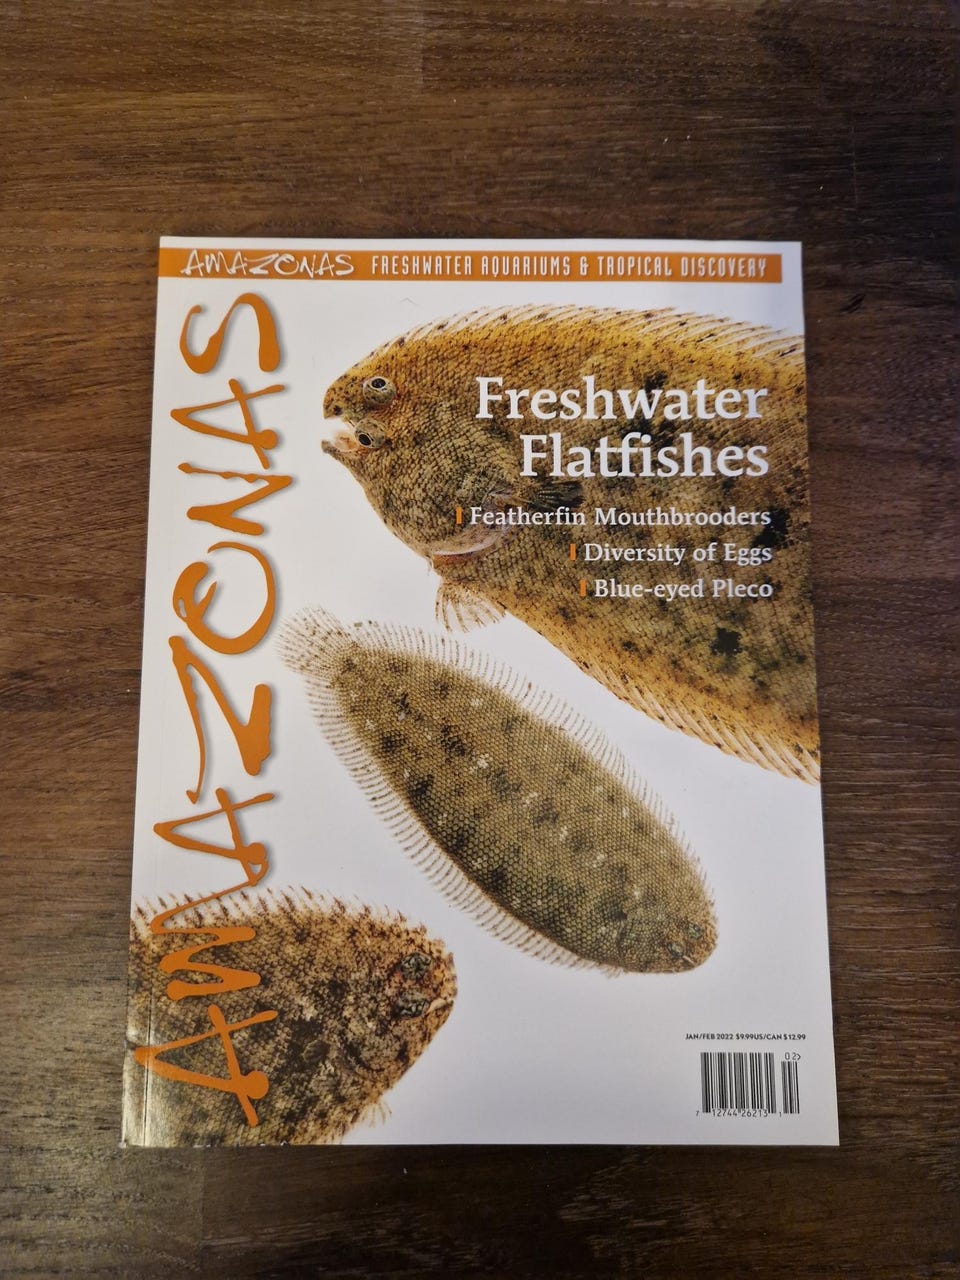 AMAZONAS FRESHWATER AQUARIUMS & TROPICAL DISCOVERY
AMAZONAS
Freshwater
Flatfishes
Featherfin Mouthbrooders
Diversity of Eggs
Blue-eyed Pleco
JAN/FEB 2022 $9.99US/CAN $12.99
02>
7 12744 26213 1